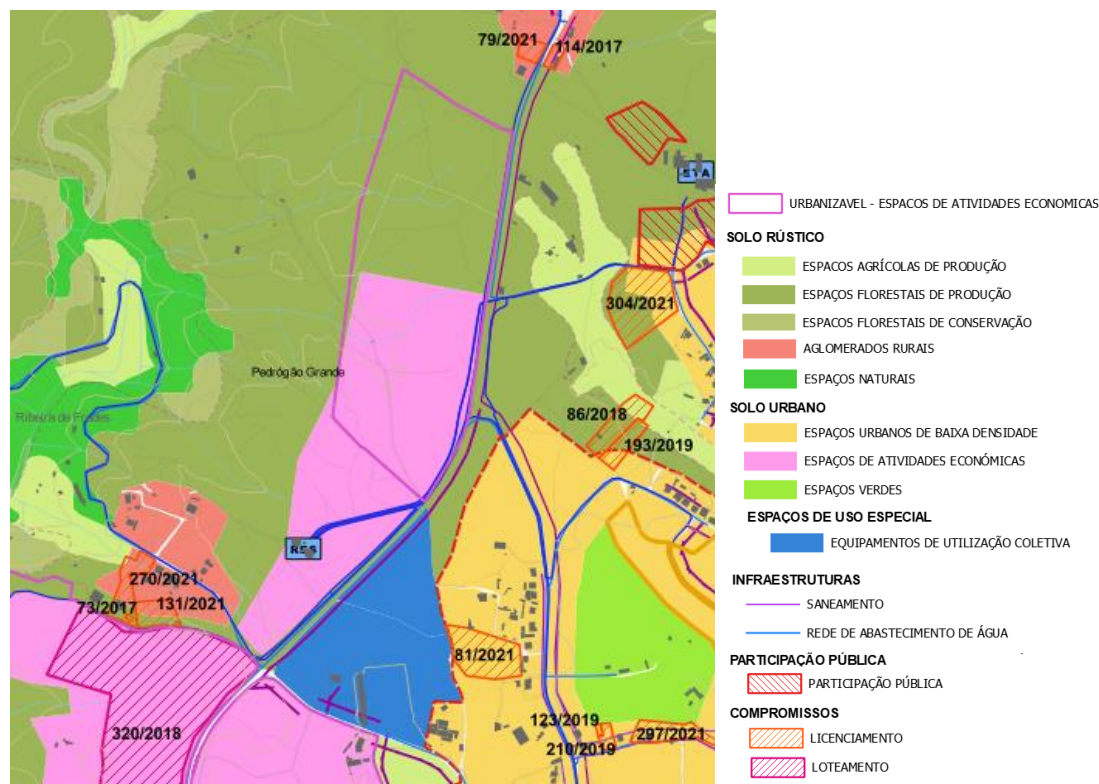 79/2021
114/2017
ETA
304/2021
Pedrógão Grande
86/2018
193/2019
RES
270/2021
131/2021
73/2017
81/2021
320/2018
123/2019
210/2019
297/2021
URBANIZAVEL - ESPACOS DE ATIVIDADES ECONOMICAS
SOLO RÚSTICO
ESPACOS AGRÍCOLAS DE PRODUÇÃO
ESPAÇOS FLORESTAIS DE PRODUÇÃO
ESPACOS FLORESTAIS DE CONSERVAÇÃO
AGLOMERADOS RURAIS
ESPAÇOS NATURAIS
SOLO URBANO
ESPAÇOS URBANOS DE BAIXA DENSIDADE
ESPAÇOS DE ATIVIDADES ECONÓMICAS
ESPAÇOS VERDES
ESPAÇOS DE USO ESPECIAL
EQUIPAMENTOS DE UTILIZAÇÃO COLETIVA
INFRAESTRUTURAS
SANEAMENTO
REDE DE ABASTECIMENTO DE ÁGUA
PARTICIPAÇÃO PÚBLICA
PARTICIPAÇÃO PÚBLICA
COMPROMISSOS
LICENCIAMENTO
LOTEAMENTO